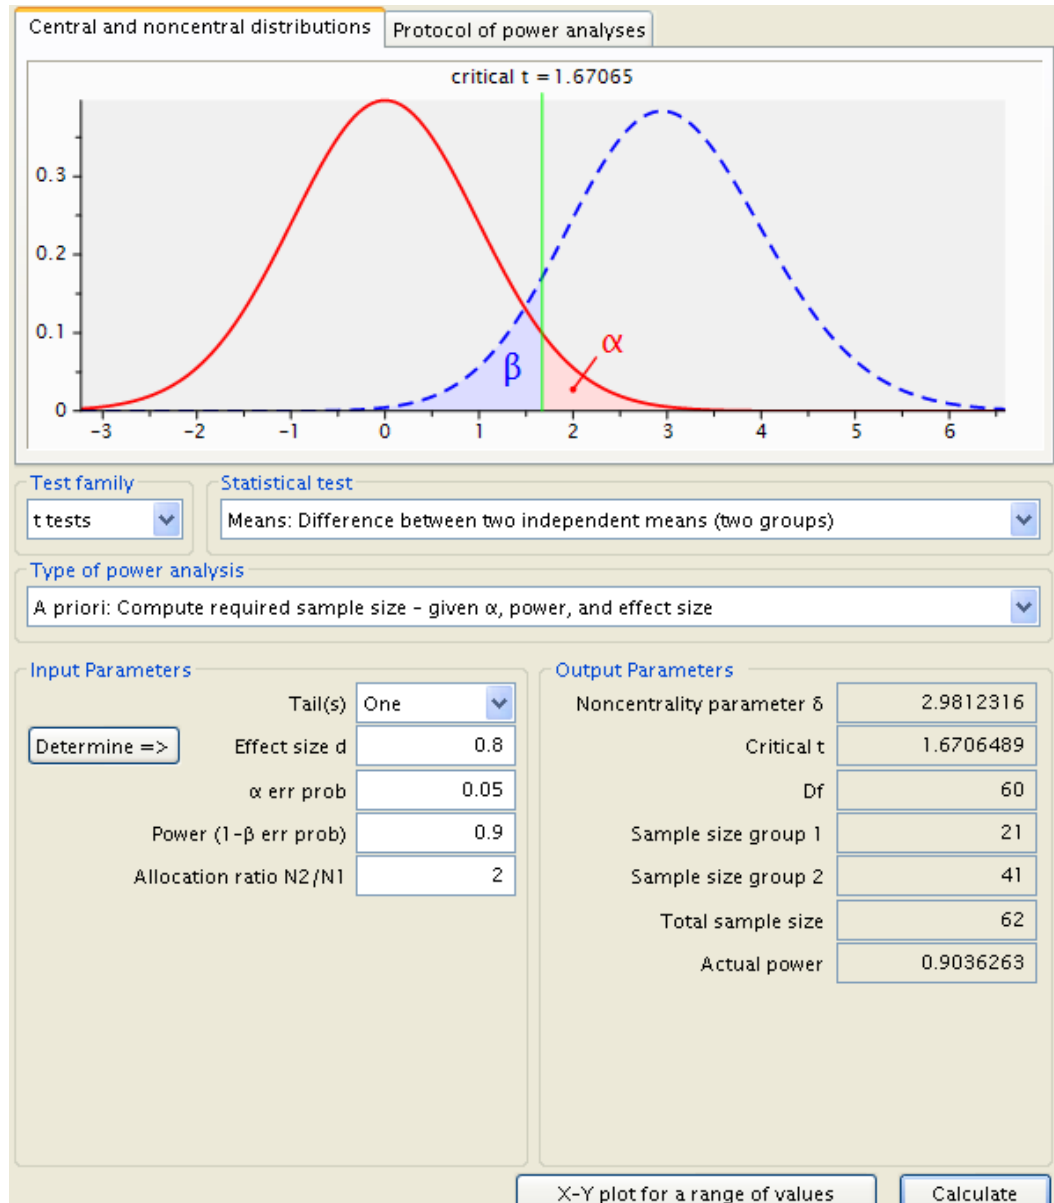 Central and noncentral distributions Protocol of power analyses
critical t = 1.67065
0.3
0.2
0.1
0
β
α
-3 -2 -1 0 1 2 3 4 5 6
Test family Statistical test
t tests Means: Difference between two independent means (two groups)
Type of power analysis
A priori: Compute required sample size - given α, power, and effect size
Input Parameters Output Parameters
Tail(s) One Noncentrality parameter δ 2.9812316
Determine => Effect size d 0.8 Critical t 1.6706489
α err prob 0.05 Df 60
Power (1-β err prob) 0.9 Sample size group 1 21
Allocation ratio N2/N1 2 Sample size group 2 41
Total sample size 62
Actual power 0.9036263
X-Y plot for a range of values Calculate